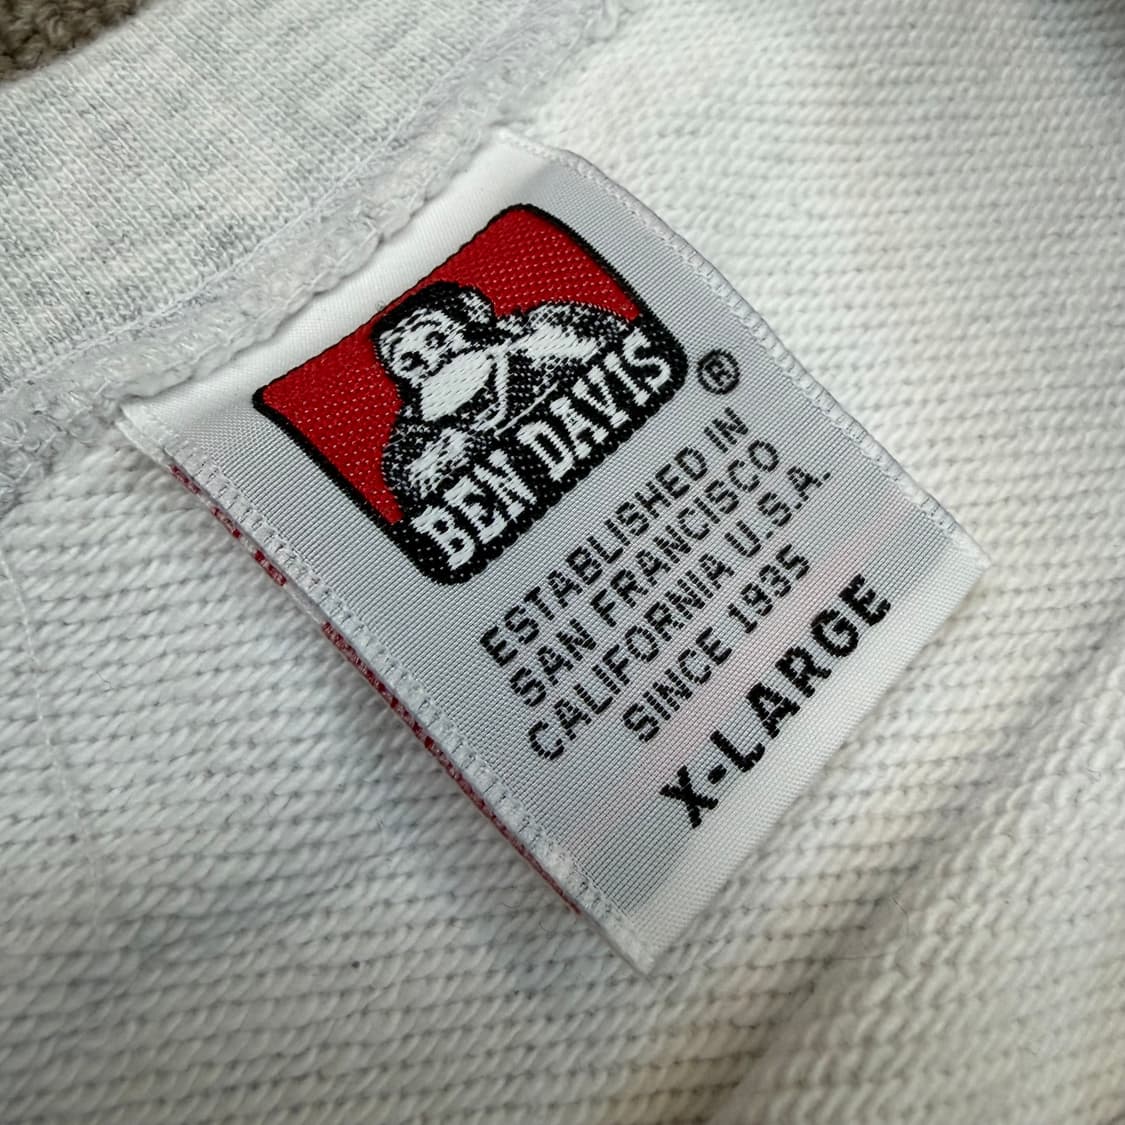 BEN DAVIS
®
ESTABLISHED IN
SAN FRANCISCO
CALIFORNIA U.S.A.
SINCE 1935
X-LARGE